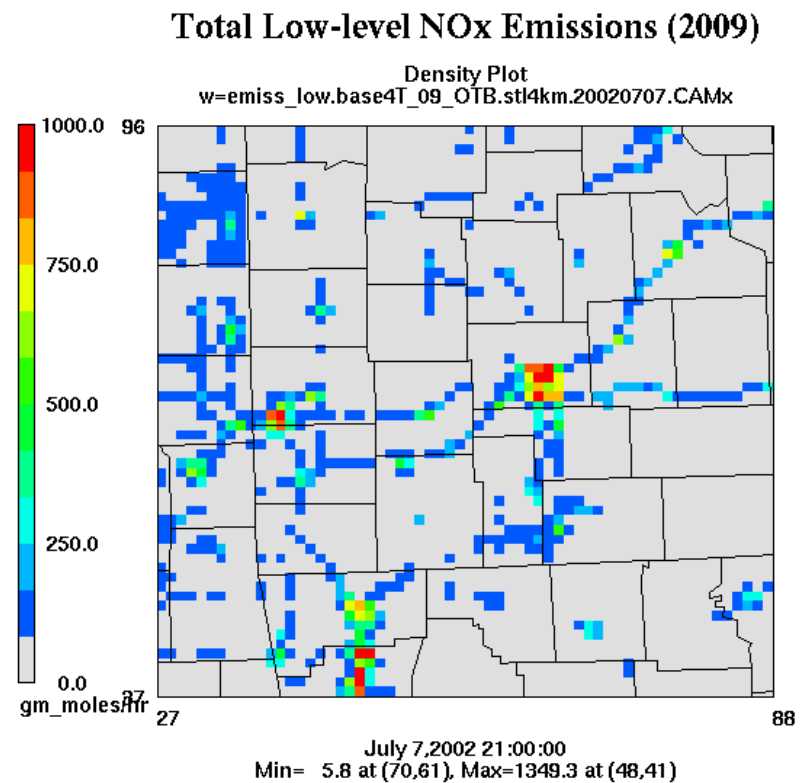 Total Low-level NOx Emissions (2009)
Density Plot
w=emiss_low.base4T_09_OTB.stl4km.20020707.CAMx
1000.0
96
750.0
500.0
250.0
0.0
37
gm_moles/hr
27
88
July 7,2002 21:00:00
Min= 5.8 at (70,61), Max=1349.3 at (48,41)